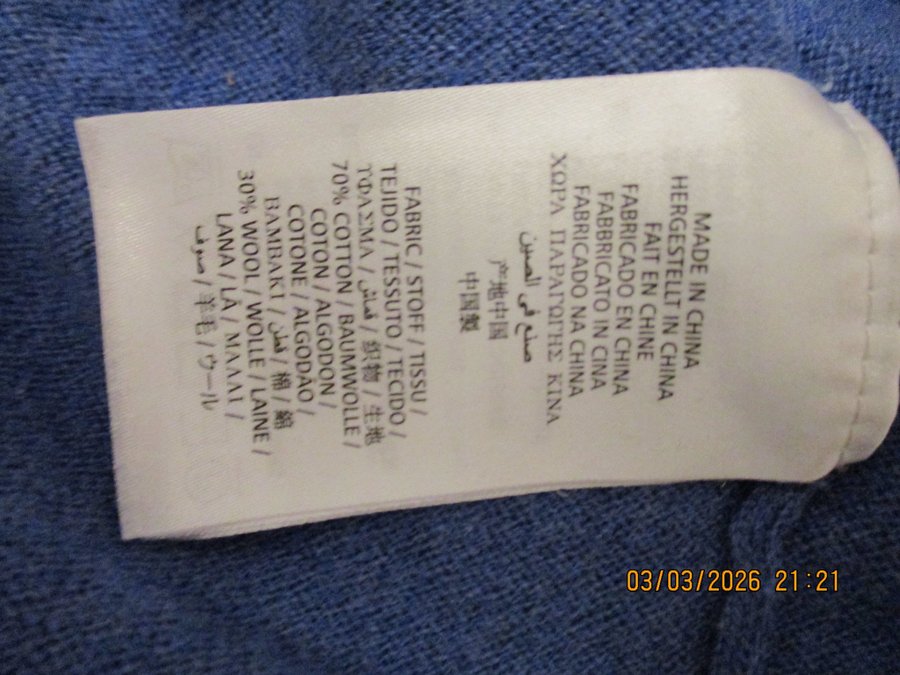 MADE IN CHINA
HERGESTELLT IN CHINA
FAIT EN CHINE
FABRICADO EN CHINA
FABBRICATO IN CINA
FABRICADO NA CHINA
ΧΩΡΑ ΠΑΡΑΓΩΓΗΣ ΚΙΝΑ
صنع في الصين
产地中国
中国製
FABRIC / STOFF / TISSU /
TEJIDO / TESSUTO / TECIDO /
ΥΦΑΣΜΑ / قماش / 织物 / 生地
70% COTTON / BAUMWOLLE /
COTON / ALGODON /
COTONE / ALGODÃO /
ΒΑΜΒΑΚΙ / قطن / 棉 / 綿
30% WOOL / WOLLE / LAINE /
LANA / LÃ / ΜΑΛΛΙ /
صوف / 羊毛 / ウール
03/03/2026 21:21